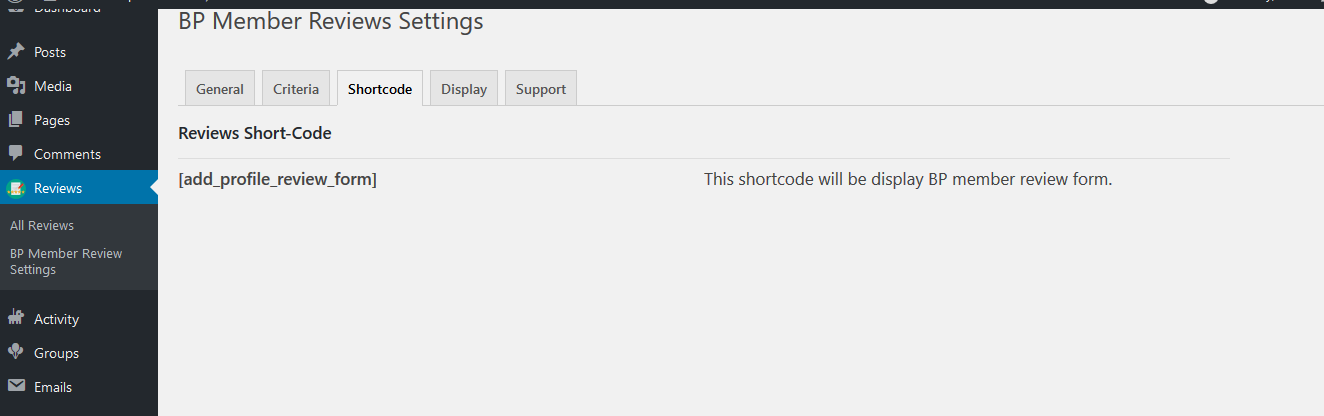 Dashboard
BP Member Reviews Settings
Posts
Media
Pages
Comments
Reviews
All Reviews
BP Member Review
Settings
Activity
Groups
Emails
General
Criteria
Shortcode
Display
Support
Reviews Short-Code
[add_profile_review_form]
This shortcode will be display BP member review form.